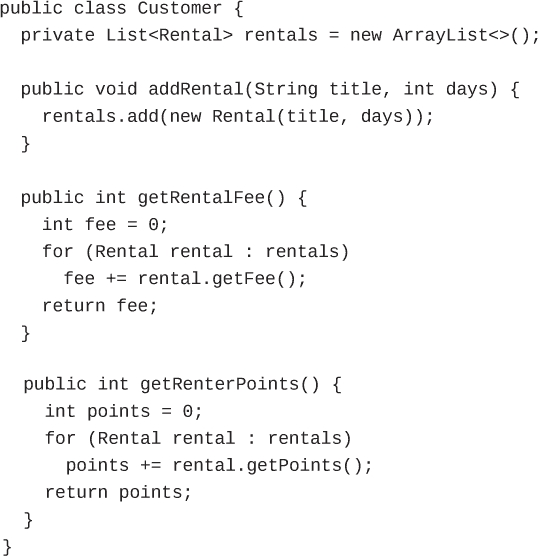 public class Customer {
  private List<Rental> rentals = new ArrayList<>();

  public void addRental(String title, int days) {
    rentals.add(new Rental(title, days));
  }

  public int getRentalFee() {
    int fee = 0;
    for (Rental rental : rentals)
      fee += rental.getFee();
    return fee;
  }

  public int getRenterPoints() {
    int points = 0;
    for (Rental rental : rentals)
      points += rental.getPoints();
    return points;
  }
}